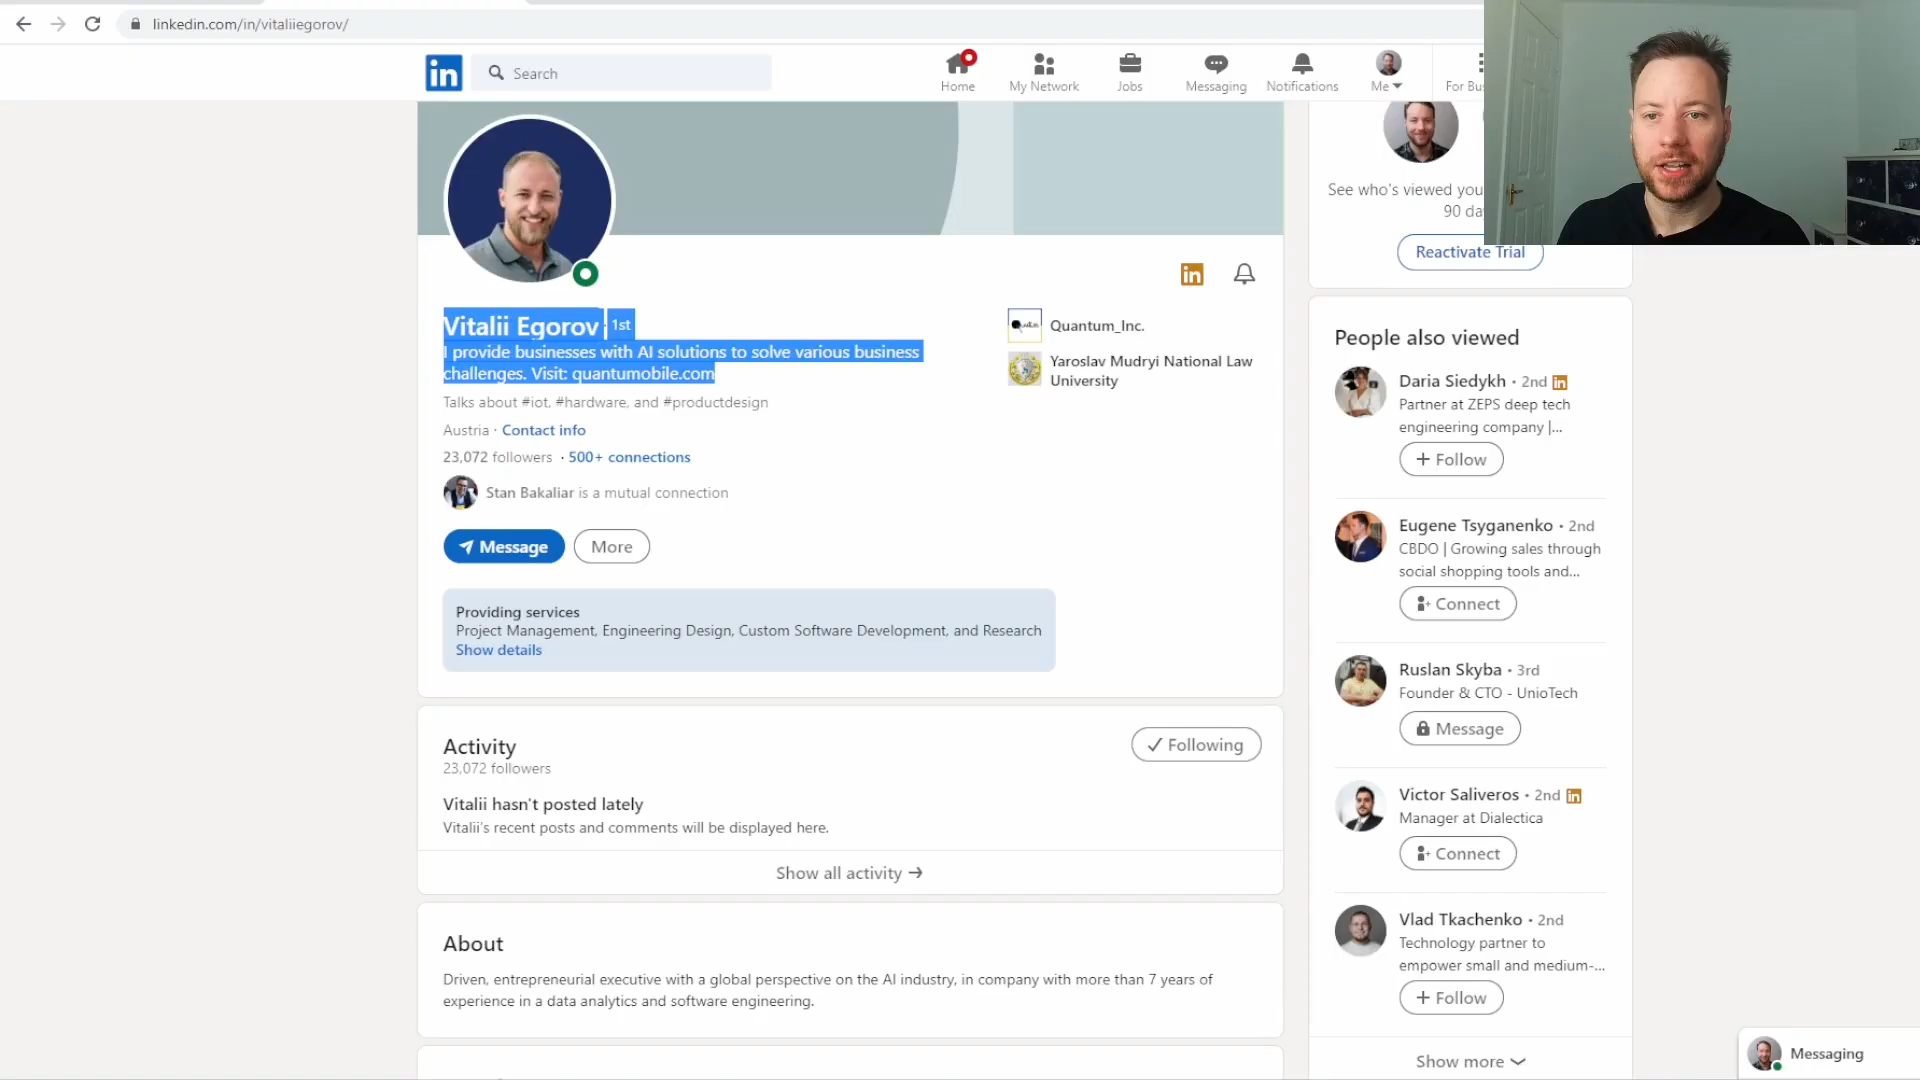 linkedin.com/in/vitaliiegorov/
in
Search
Home
My Network
Jobs
Messaging
Notifications
Me
Vitalii Egorov · 1st
I provide businesses with AI solutions to solve various business
challenges. Visit: quantumobile.com
Talks about #iot, #hardware, and #productdesign
Austria · Contact info
23,072 followers · 500+ connections
Stan Bakaliar is a mutual connection
Message
More
Providing services
Project Management, Engineering Design, Custom Software Development, and Research
Show details
in
Quantum_Inc.
Yaroslav Mudryi National Law
University
Activity
23,072 followers
Following
Vitalii hasn't posted lately
Vitalii's recent posts and comments will be displayed here.
Show all activity →
About
Driven, entrepreneurial executive with a global perspective on the AI industry, in company with more than 7 years of
experience in a data analytics and software engineering.
For
See who's viewed you
90
Reactivate Trial
People also viewed
Daria Siedykh • 2nd in
Partner at ZEPS deep tech
engineering company |...
+ Follow
Eugene Tsyganenko • 2nd
CBDO | Growing sales through
social shopping tools and...
Connect
Ruslan Skyba • 3rd
Founder & CTO - UnioTech
Message
Victor Saliveros • 2nd in
Manager at Dialectica
Connect
Vlad Tkachenko • 2nd
Technology partner to
empower small and medium-...
+ Follow
Show more
Messaging